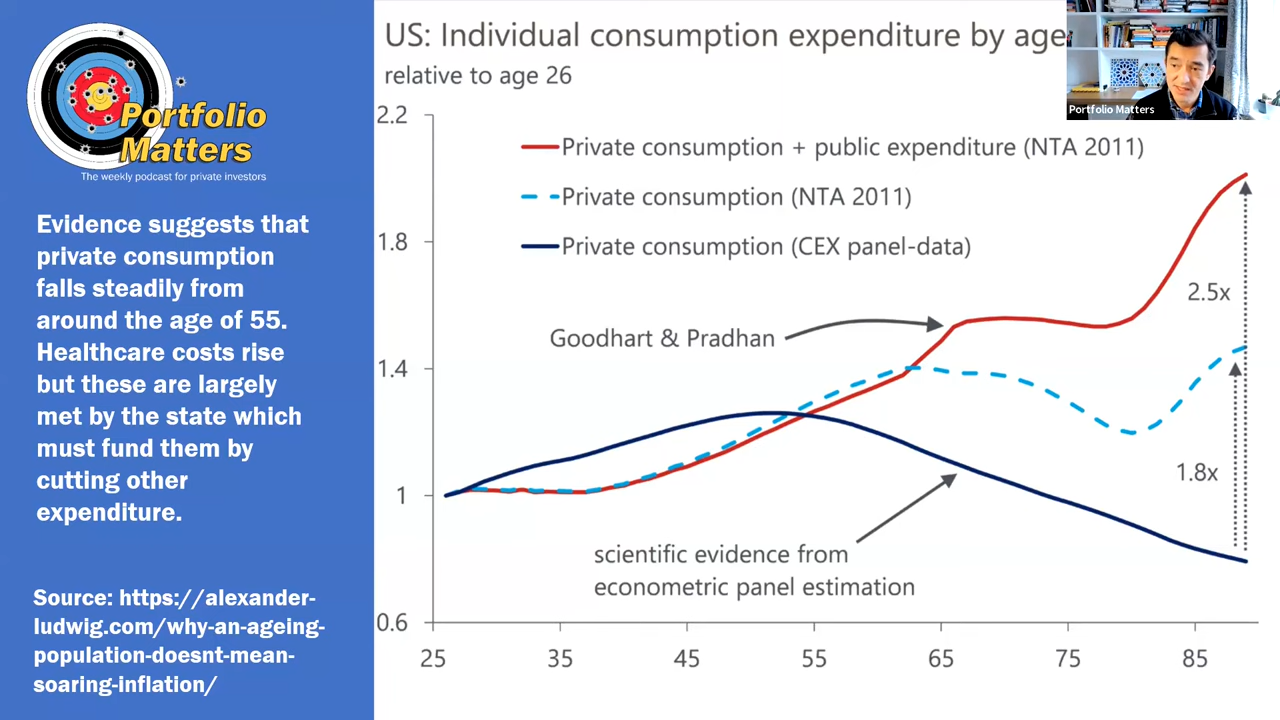 Portfolio
Matters
The weekly podcast for private investors
Evidence suggests that
private consumption
falls steadily from
around the age of 55.
Healthcare costs rise
but these are largely
met by the state which
must fund them by
cutting other
expenditure.
Source: https://alexander-
ludwig.com/why-an-ageing-
population-doesnt-mean-
soaring-inflation/
US: Individual consumption expenditure by age
relative to age 26
Portfolio Matters
2.2
Private consumption + public expenditure (NTA 2011)
Private consumption (NTA 2011)
1.8
Private consumption (CEX panel-data)
2.5x
Goodhart & Pradhan
1.4
1.8x
1
scientific evidence from
econometric panel estimation
0.6
25 35 45 55 65 75 85